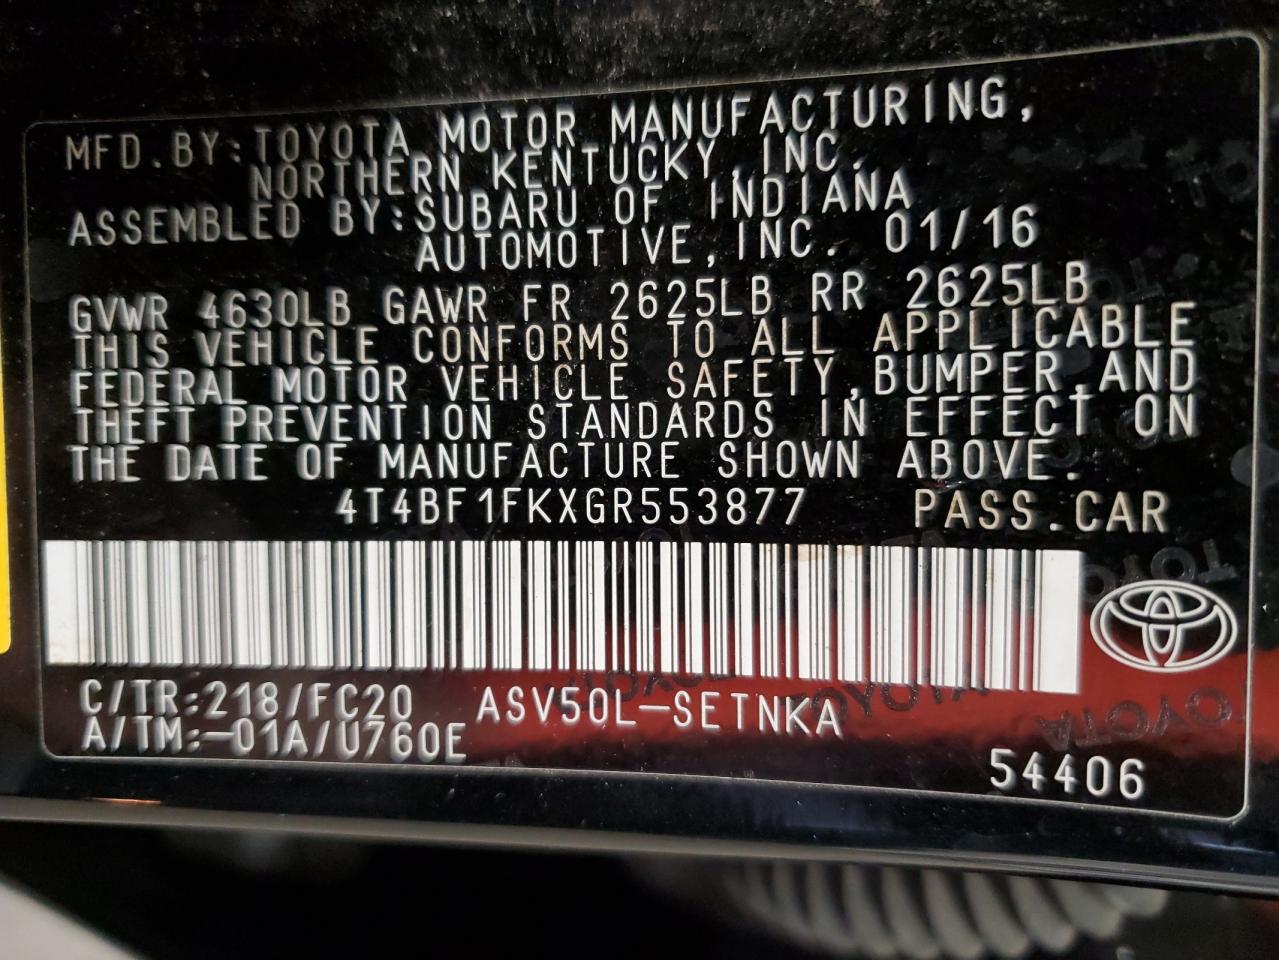 MFD.BY:TOYOTA MOTOR MANUFACTURING,
NORTHERN KENTUCKY,INC.
ASSEMBLED BY:SUBARU OF INDIANA
AUTOMOTIVE,INC. 01/16
GVWR 4630LB GAWR FR 2625LB RR 2625LB
THIS VEHICLE CONFORMS TO ALL APPLICABLE
FEDERAL MOTOR VEHICLE SAFETY,BUMPER,AND
THEFT PREVENTION STANDARDS IN EFFECT ON
THE DATE OF MANUFACTURE SHOWN ABOVE.
4T4BF1FKXGR553877 PASS.CAR
C/TR:218/FC20 ASV50L-SETNKA
A/TM:-01A/U760E
54406